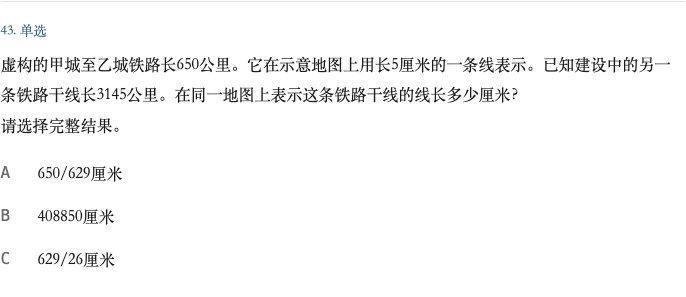 43. 单选
虚构的甲城至乙城铁路长650公里。它在示意地图上用长5厘米的一条线表示。已知建设中的另一
条铁路干线长3145公里。在同一地图上表示这条铁路干线的线长多少厘米?
请选择完整结果。
A 650/629厘米
B 408850厘米
C 629/26厘米